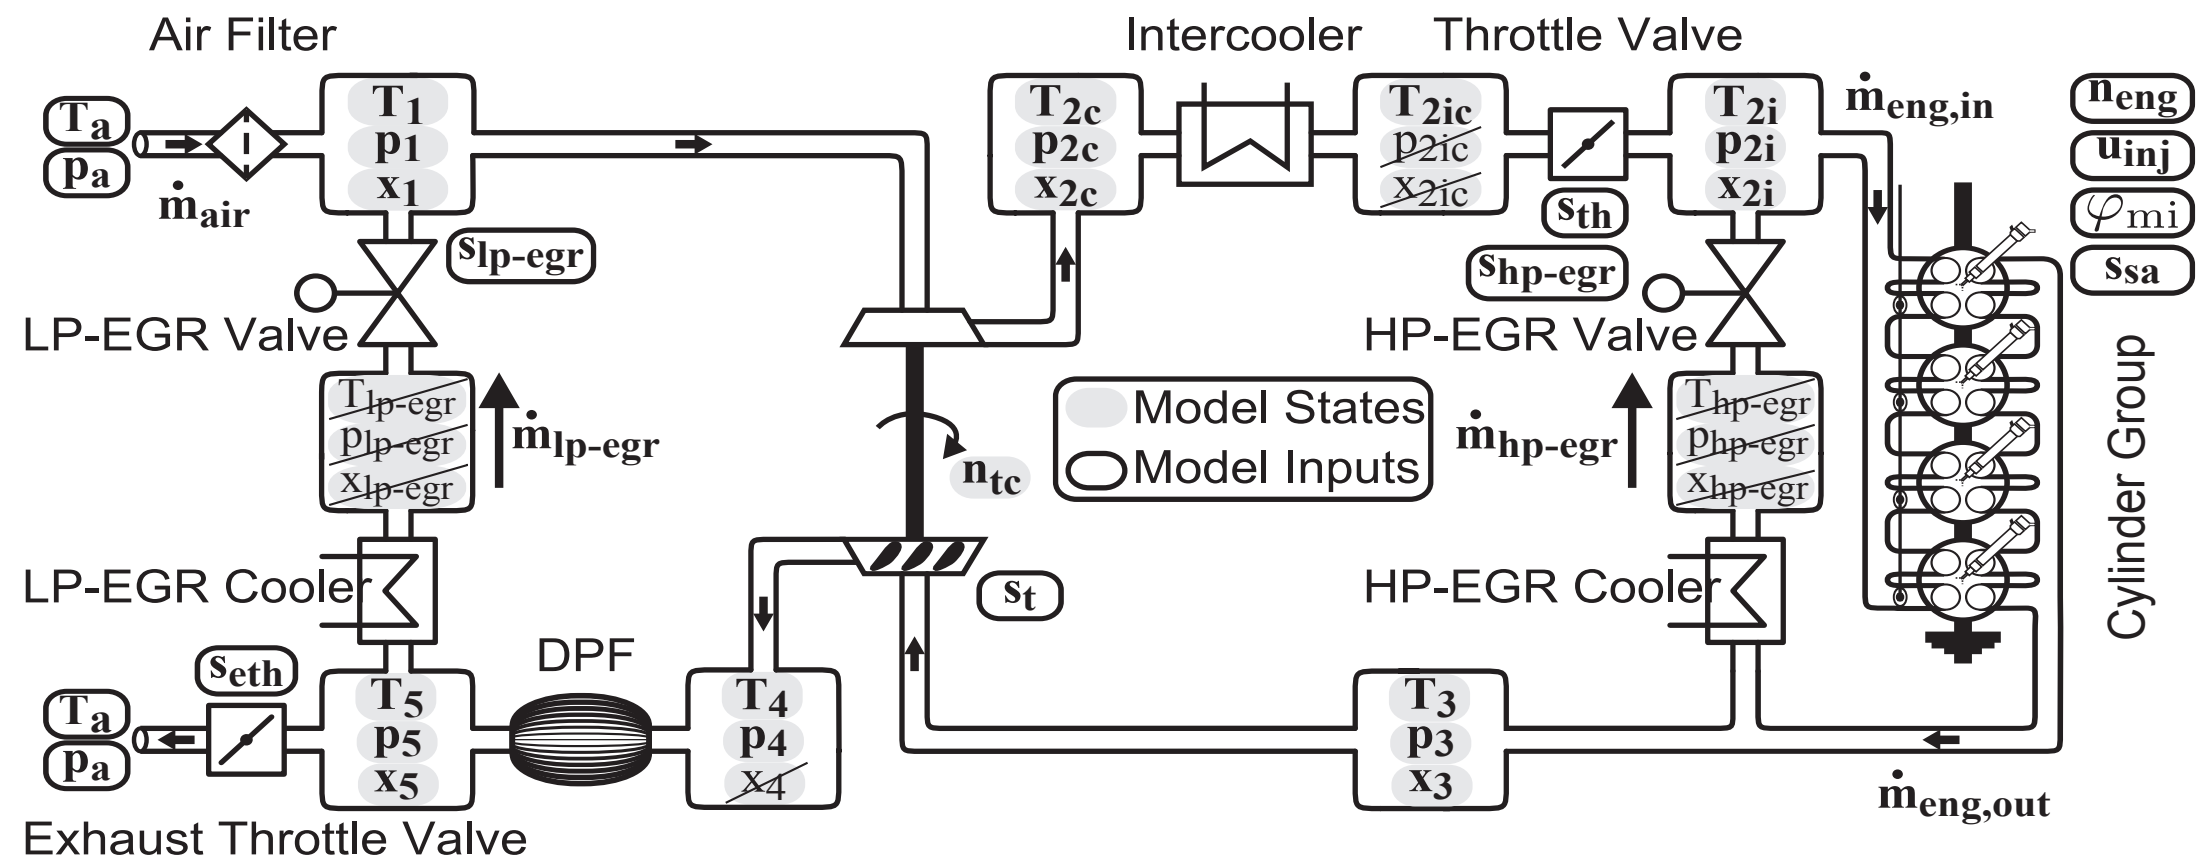 Air Filter
Intercooler
Throttle Valve
Ta
pa
ṁair
T1
p1
x1
T2c
p2c
x2c
T2ic
p2ic
x2ic
sth
T2i
p2i
x2i
ṁeng,in
neng
uinj
φmi
ssa
slp-egr
LP-EGR Valve
shp-egr
HP-EGR Valve
Tlp-egr
plp-egr
xlp-egr
ṁlp-egr
ntc
Model States
Model Inputs
ṁhp-egr
Thp-egr
php-egr
xhp-egr
Cylinder Group
LP-EGR Cooler
st
HP-EGR Cooler
seth
DPF
Ta
pa
T5
p5
x5
T4
p4
x4
T3
p3
x3
ṁeng,out
Exhaust Throttle Valve